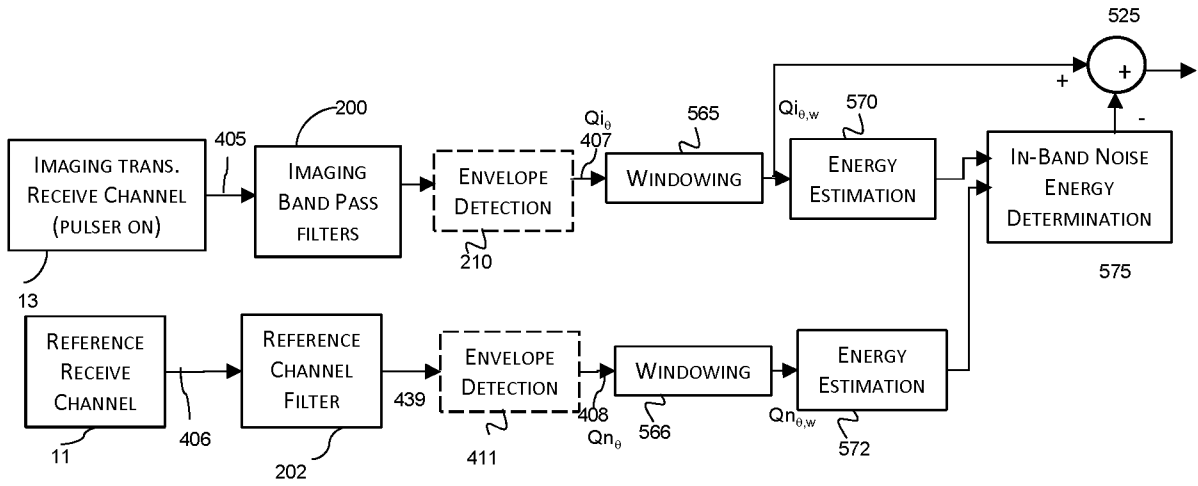 525
+
+
-
200
405
Qiθ
407
565
Qiθ,w
570
IMAGING TRANS.
RECEIVE CHANNEL
(PULSER ON)
IMAGING
BAND PASS
FILTERS
ENVELOPE
DETECTION
WINDOWING
ENERGY
ESTIMATION
IN-BAND NOISE
ENERGY
DETERMINATION
13
210
575
REFERENCE
RECEIVE
CHANNEL
REFERENCE
CHANNEL
FILTER
ENVELOPE
DETECTION
WINDOWING
ENERGY
ESTIMATION
11
406
202
439
411
408
Qnθ
566
Qnθ,w
572